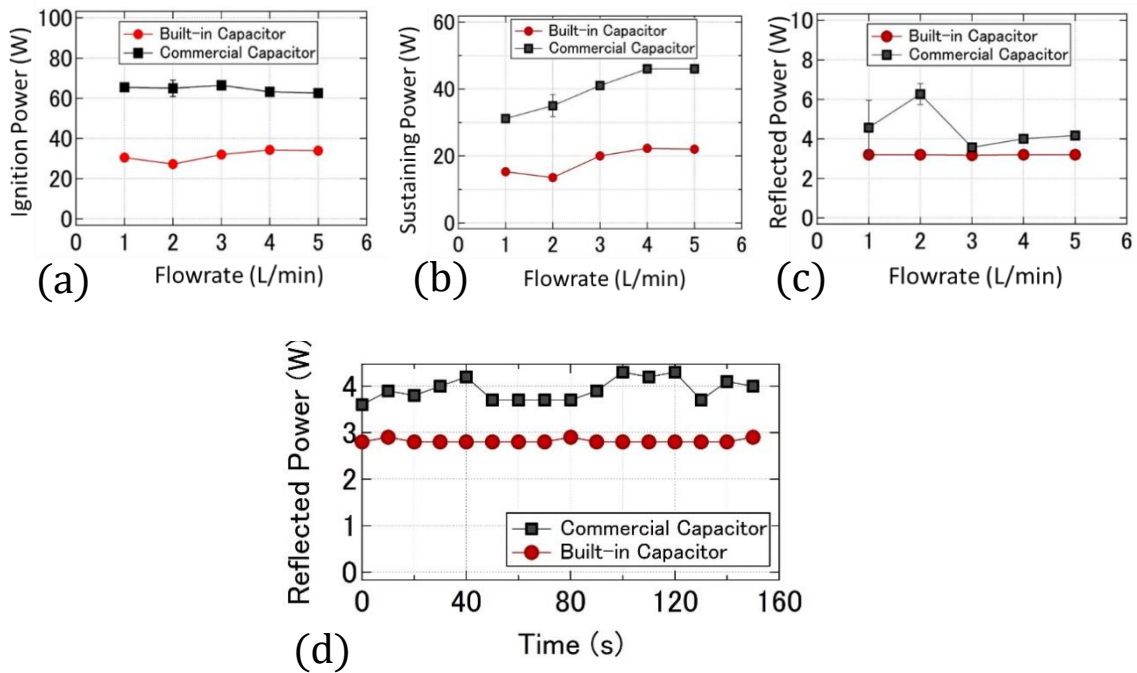 100
80
60
40
20
0
Ignition Power (W)
Built-in Capacitor
Commercial Capacitor
0 1 2 3 4 5 6
Flowrate (L/min)
(a)
60
40
20
0
Sustaining Power (W)
Built-in Capacitor
Commercial Capacitor
0 1 2 3 4 5 6
Flowrate (L/min)
(b)
10
8
6
4
2
0
Reflected Power (W)
Built-in Capacitor
Commercial Capacitor
0 1 2 3 4 5 6
Flowrate (L/min)
(c)
4
3
2
1
0
Reflected Power (W)
Commercial Capacitor
Built-in Capacitor
0 40 80 120 160
Time (s)
(d)